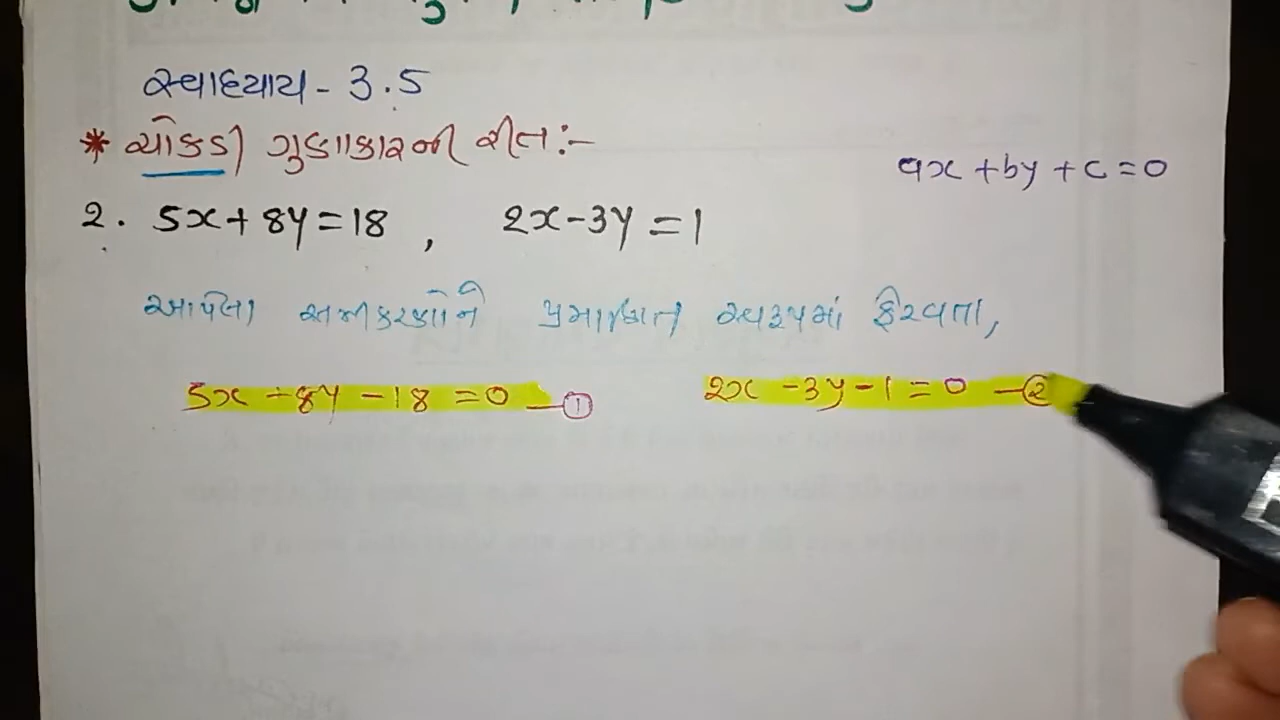 સ્વાધ્યાય - 3.5
* ચોકડી ગુણાકારની રીત :-
ax + by + c = 0
2. 5x + 8y = 18 , 2x - 3y = 1
આપેલા સમીકરણોને પ્રમાણિત સ્વરૂપમાં ફેરવતા,
5x + 8y - 18 = 0 — ① 2x - 3y - 1 = 0 — ②